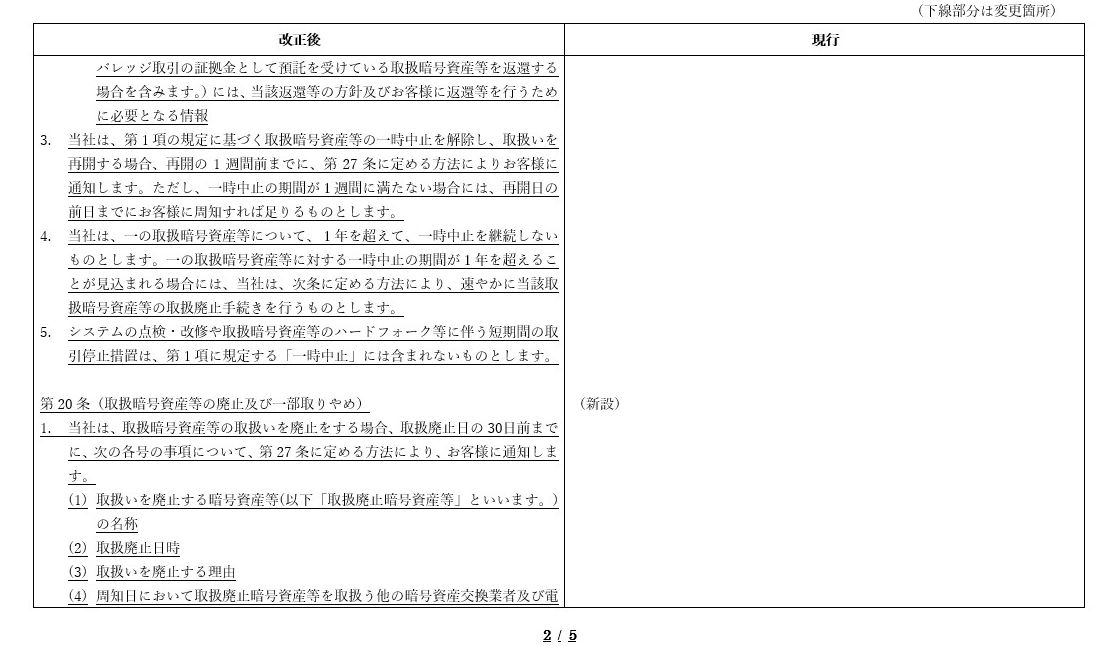 （下線部分は変更箇所）
改正後
現行
バレッジ取引の証拠金として預託を受けている取扱暗号資産等を返還する
場合を含みます。）には、当該返還等の方針及びお客様に返還等を行うため
に必要となる情報
3. 当社は、第１項の規定に基づく取扱暗号資産等の一時中止を解除し、取扱いを
再開する場合、再開の 1 週間前までに、第 27 条に定める方法によりお客様に
通知します。ただし、一時中止の期間が１週間に満たない場合には、再開日の
前日までにお客様に周知すれば足りるものとします。
4. 当社は、一の取扱暗号資産等について、１年を超えて、一時中止を継続しない
ものとします。一の取扱暗号資産等に対する一時中止の期間が１年を超えるこ
とが見込まれる場合には、当社は、次条に定める方法により、速やかに当該取
扱暗号資産等の取扱廃止手続きを行うものとします。
5. システムの点検・改修や取扱暗号資産等のハードフォーク等に伴う短期間の取
引停止措置は、第１項に規定する「一時中止」には含まれないものとします。
第 20 条（取扱暗号資産等の廃止及び一部取りやめ）
（新設）
1. 当社は、取扱暗号資産等の取扱いを廃止をする場合、取扱廃止日の 30日前まで
に、次の各号の事項について、第 27 条に定める方法により、お客様に通知しま
す。
(1) 取扱いを廃止する暗号資産等(以下「取扱廃止暗号資産等」といいます。）
の名称
(2) 取扱廃止日時
(3) 取扱いを廃止する理由
(4) 周知日において取扱廃止暗号資産等を取扱う他の暗号資産交換業者及び電
2 / 5